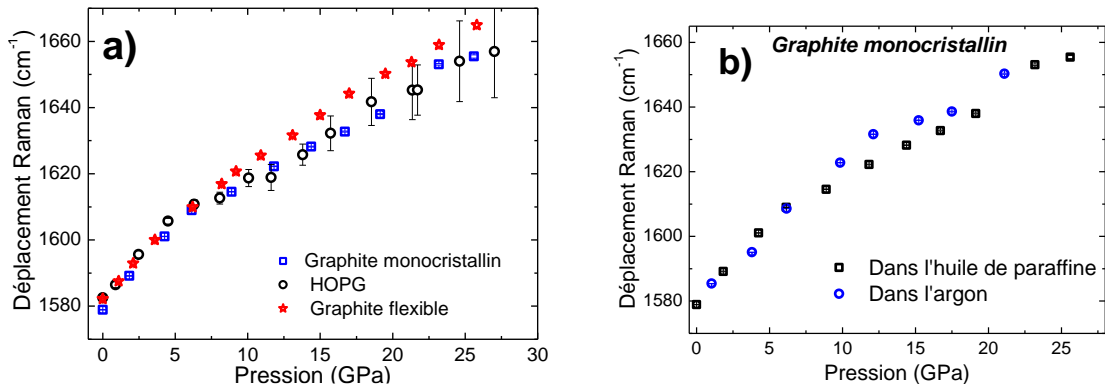 a)
Déplacement Raman (cm-1)
1660
1640
1620
1600
1580
Graphite monocristallin
HOPG
Graphite flexible
0 5 10 15 20 25 30
Pression (GPa)
b)
Graphite monocristallin
Déplacement Raman (cm-1)
1660
1640
1620
1600
1580
Dans l'huile de paraffine
Dans l'argon
0 5 10 15 20 25
Pression (GPa)